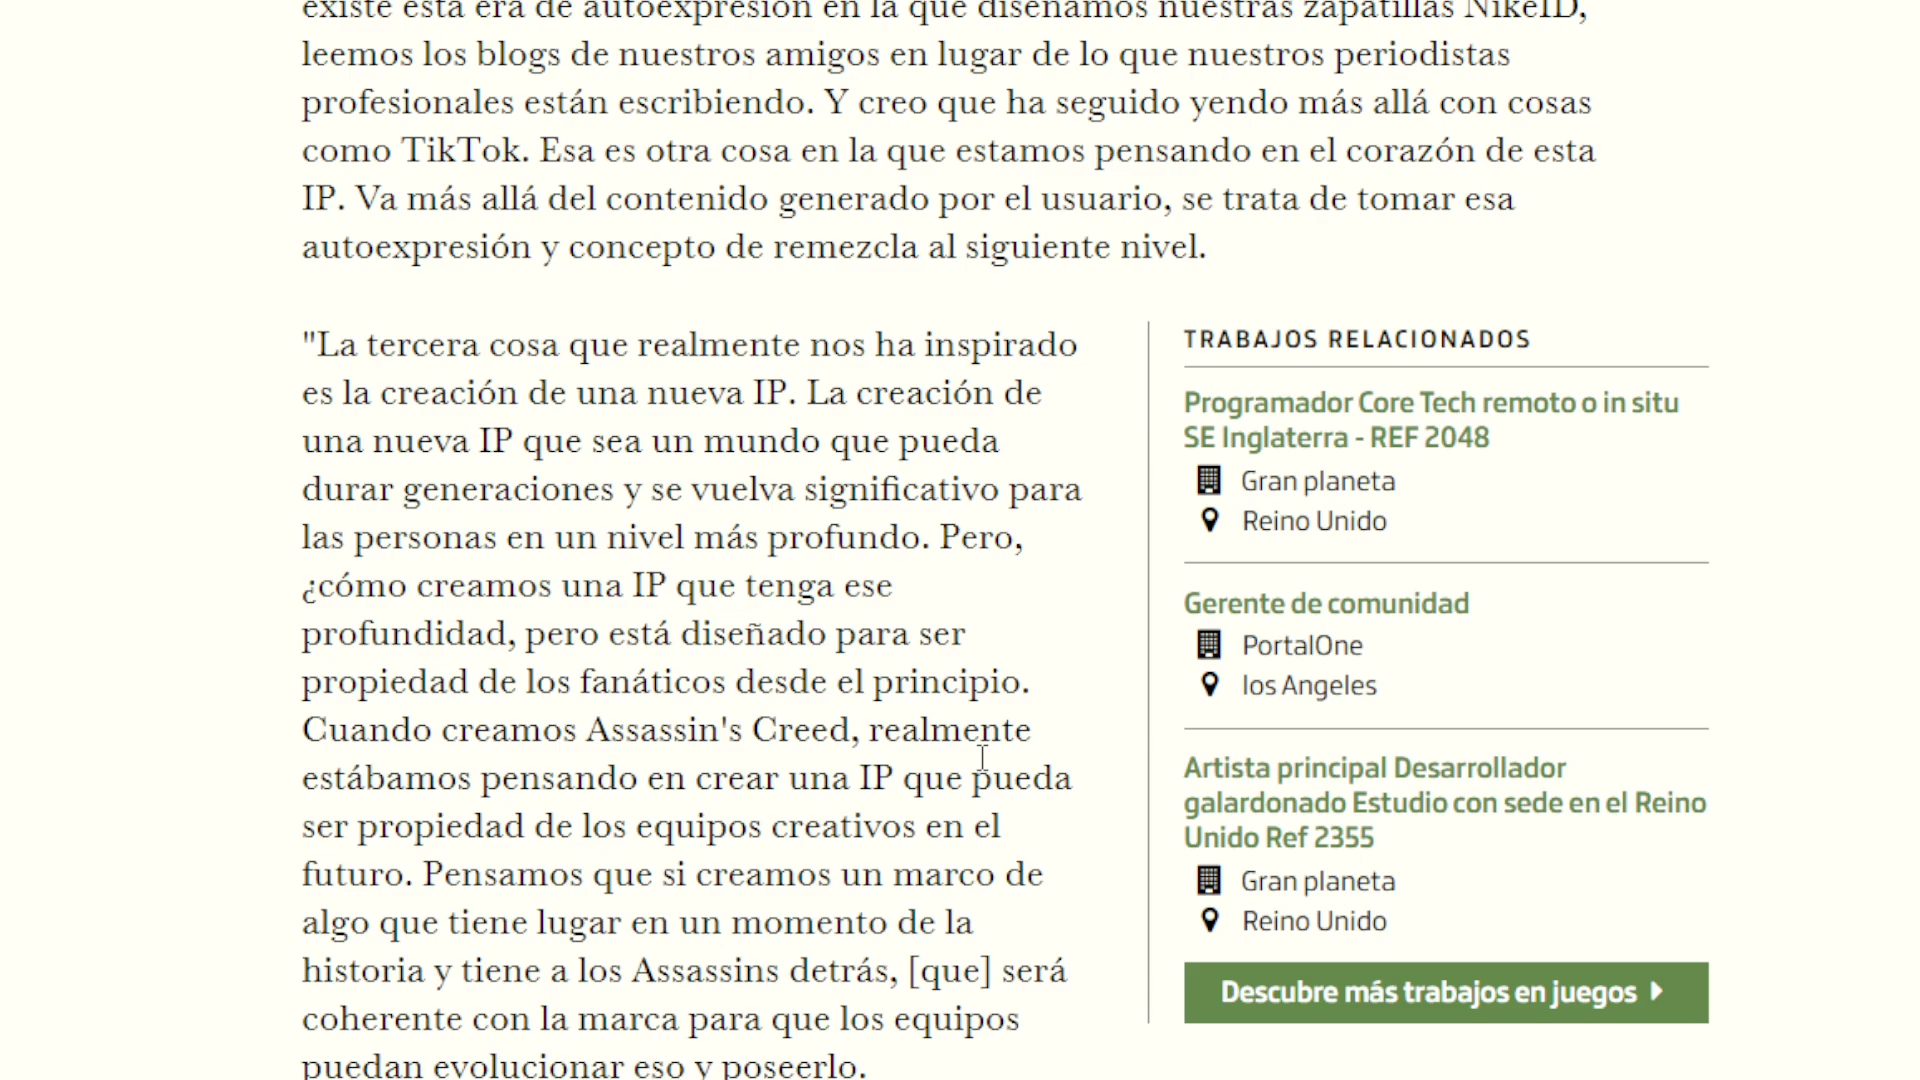 existe esta era de autoexpresión en la que diseñamos nuestras zapatillas NikeID,
leemos los blogs de nuestros amigos en lugar de lo que nuestros periodistas
profesionales están escribiendo. Y creo que ha seguido yendo más allá con cosas
como TikTok. Esa es otra cosa en la que estamos pensando en el corazón de esta
IP. Va más allá del contenido generado por el usuario, se trata de tomar esa
autoexpresión y concepto de remezcla al siguiente nivel.
"La tercera cosa que realmente nos ha inspirado
es la creación de una nueva IP. La creación de
una nueva IP que sea un mundo que pueda
durar generaciones y se vuelva significativo para
las personas en un nivel más profundo. Pero,
¿cómo creamos una IP que tenga ese
profundidad, pero está diseñado para ser
propiedad de los fanáticos desde el principio.
Cuando creamos Assassin's Creed, realmente
estábamos pensando en crear una IP que pueda
ser propiedad de los equipos creativos en el
futuro. Pensamos que si creamos un marco de
algo que tiene lugar en un momento de la
historia y tiene a los Assassins detrás, [que] será
coherente con la marca para que los equipos
puedan evolucionar eso y poseerlo.
TRABAJOS RELACIONADOS
Programador Core Tech remoto o in situ
SE Inglaterra - REF 2048
Gran planeta
Reino Unido
Gerente de comunidad
PortalOne
los Angeles
Artista principal Desarrollador
galardonado Estudio con sede en el Reino
Unido Ref 2355
Gran planeta
Reino Unido
Descubre más trabajos en juegos